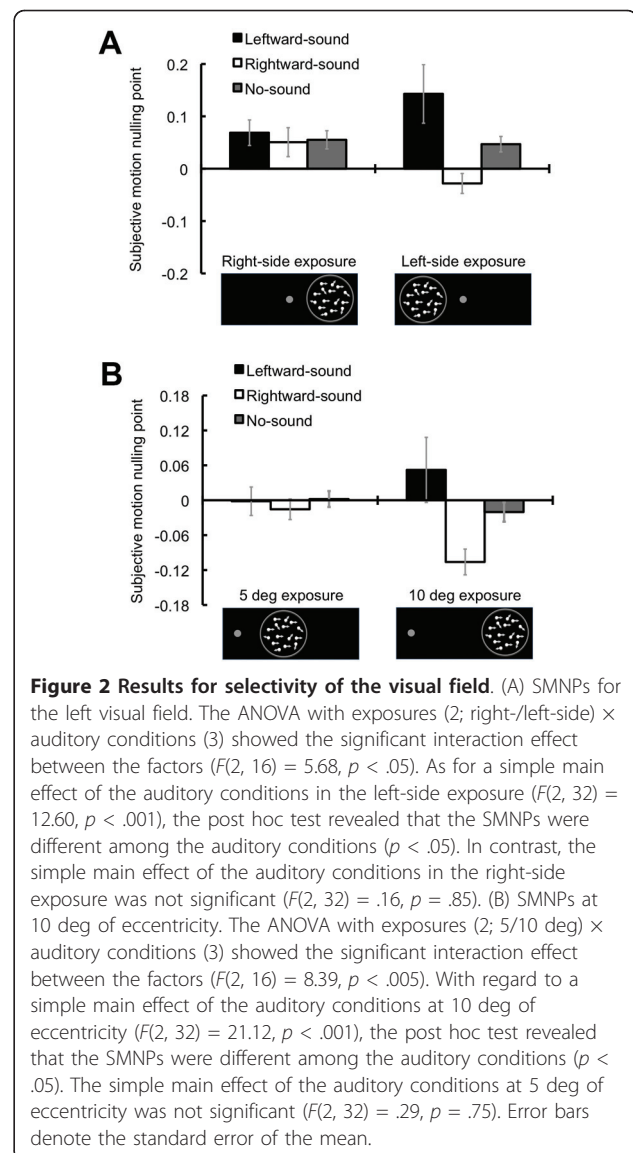 A
Leftward-sound
Rightward-sound
No-sound
Subjective motion nulling point
0.2
0.1
0
-0.1
-0.2
Right-side exposure
Left-side exposure
B
Leftward-sound
Rightward-sound
No-sound
Subjective motion nulling point
0.18
0.12
0.06
0
-0.06
-0.12
-0.18
5 deg exposure
10 deg exposure
Figure 2 Results for selectivity of the visual field. (A) SMNPs for
the left visual field. The ANOVA with exposures (2; right-/left-side) ×
auditory conditions (3) showed the significant interaction effect
between the factors (F(2, 16) = 5.68, p < .05). As for a simple main
effect of the auditory conditions in the left-side exposure (F(2, 32) =
12.60, p < .001), the post hoc test revealed that the SMNPs were
different among the auditory conditions (p < .05). In contrast, the
simple main effect of the auditory conditions in the right-side
exposure was not significant (F(2, 32) = .16, p = .85). (B) SMNPs at
10 deg of eccentricity. The ANOVA with exposures (2; 5/10 deg) ×
auditory conditions (3) showed the significant interaction effect
between the factors (F(2, 16) = 8.39, p < .005). With regard to a
simple main effect of the auditory conditions at 10 deg of
eccentricity (F(2, 32) = 21.12, p < .001), the post hoc test revealed
that the SMNPs were different among the auditory conditions (p <
.05). The simple main effect of the auditory conditions at 5 deg of
eccentricity was not significant (F(2, 32) = .29, p = .75). Error bars
denote the standard error of the mean.